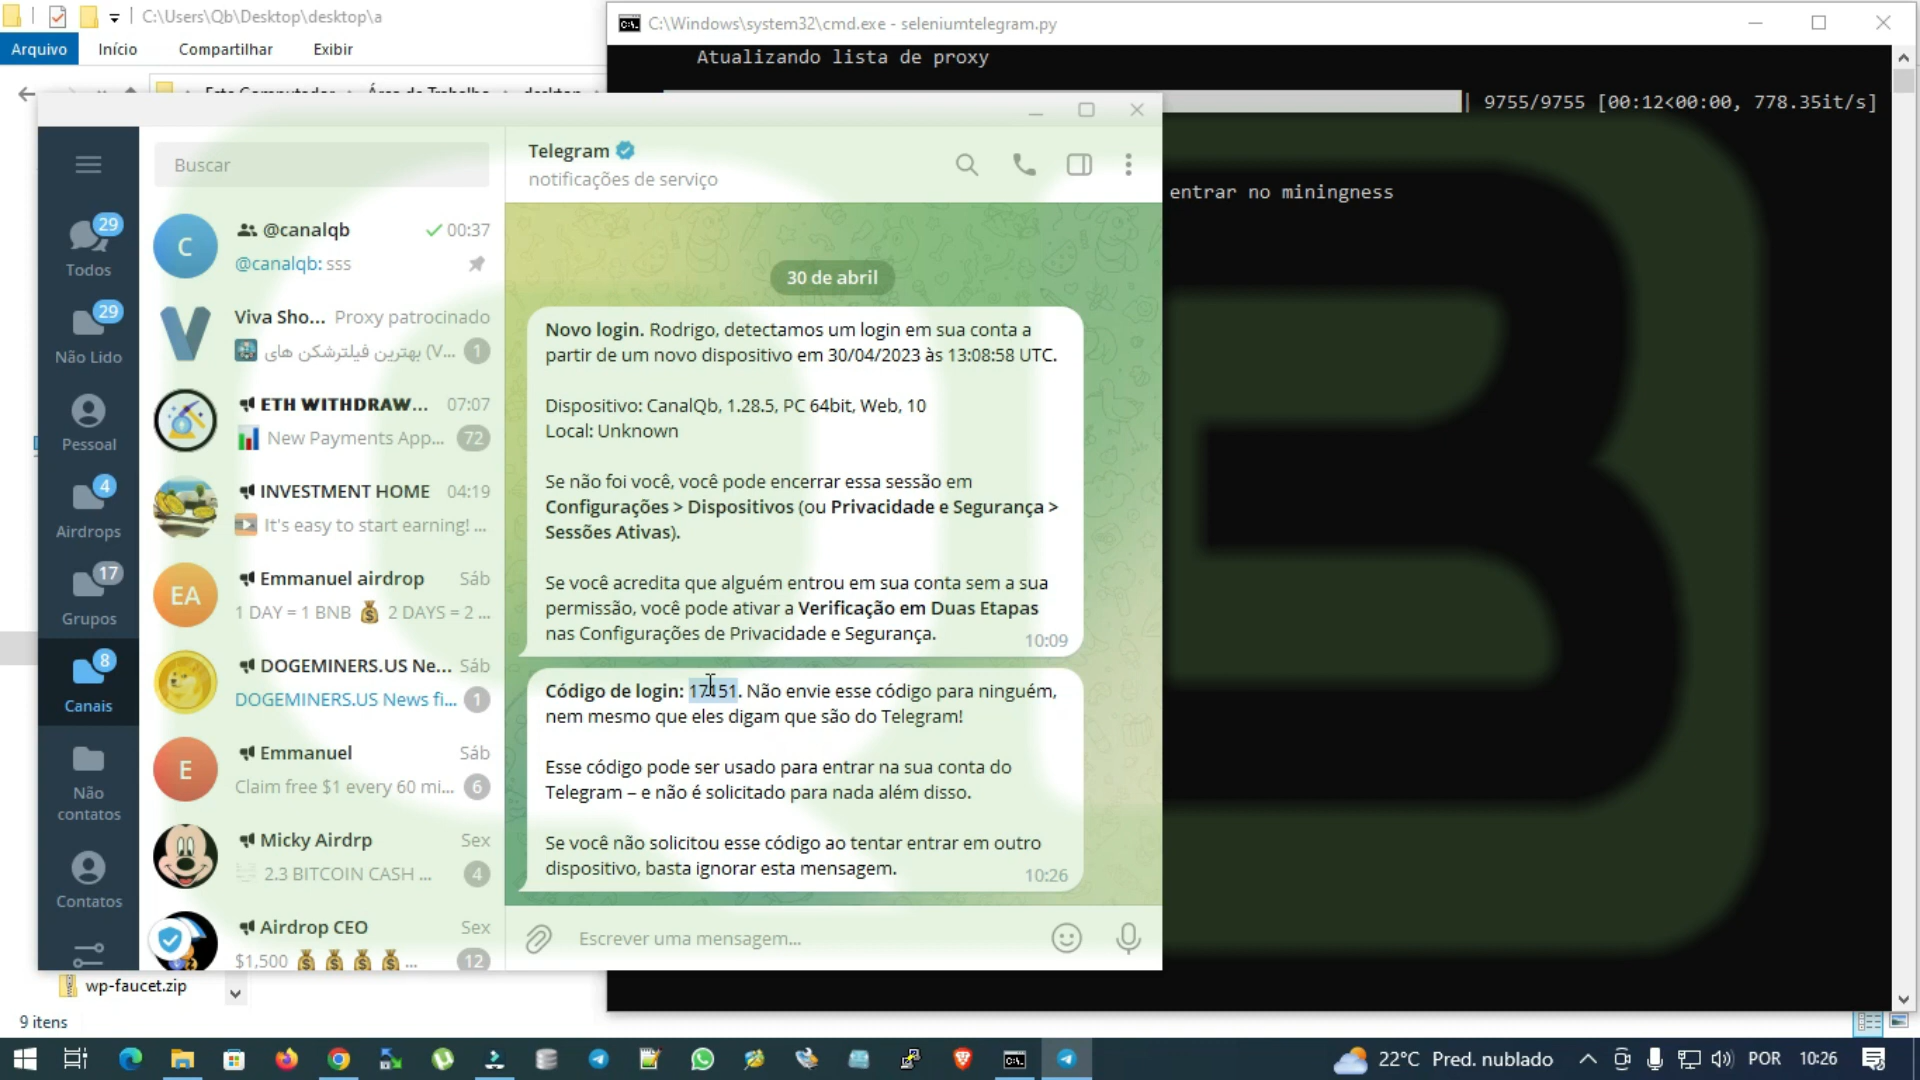 C:\Users\Qb\Desktop\desktop\a
Arquivo
Início
Compartilhar
Exibir
C:\Windows\system32\cmd.exe - seleniumtelegram.py
Atualizando lista de proxy
| 9755/9755 [00:12<00:00, 778.35it/s]
entrar no miningness
Todos
29
Não Lido
29
Pessoal
Airdrops
4
Grupos
17
Canais
8
Não
contatos
Contatos
Buscar
C
@canalqb
00:37
@canalqb: sss
Viva Sho...
Proxy patrocinado
بهترین فیلترشکن های (V...
1
ETH WITHDRAW...
07:07
New Payments App...
72
INVESTMENT HOME
04:19
It's easy to start earning! ...
EA
Emmanuel airdrop
Sáb
1 DAY = 1 BNB 💰 2 DAYS = 2 ...
DOGEMINERS.US Ne...
Sáb
DOGEMINERS.US News fi...
1
E
Emmanuel
Sáb
Claim free $1 every 60 mi...
6
Micky Airdrp
Sex
2.3 BITCOIN CASH ...
4
Airdrop CEO
Sex
$1,500 💰 💰 💰 💰 ...
12
Telegram
notificações de serviço
30 de abril
Novo login. Rodrigo, detectamos um login em sua conta a
partir de um novo dispositivo em 30/04/2023 às 13:08:58 UTC.
Dispositivo: CanalQb, 1.28.5, PC 64bit, Web, 10
Local: Unknown
Se não foi você, você pode encerrar essa sessão em
Configurações > Dispositivos (ou Privacidade e Segurança >
Sessões Ativas).
Se você acredita que alguém entrou em sua conta sem a sua
permissão, você pode ativar a Verificação em Duas Etapas
nas Configurações de Privacidade e Segurança.
10:09
Código de login: 17151. Não envie esse código para ninguém,
nem mesmo que eles digam que são do Telegram!
Esse código pode ser usado para entrar na sua conta do
Telegram – e não é solicitado para nada além disso.
Se você não solicitou esse código ao tentar entrar em outro
dispositivo, basta ignorar esta mensagem.
10:26
Escrever uma mensagem...
wp-faucet.zip
9 itens
22°C Pred. nublado
POR
10:26